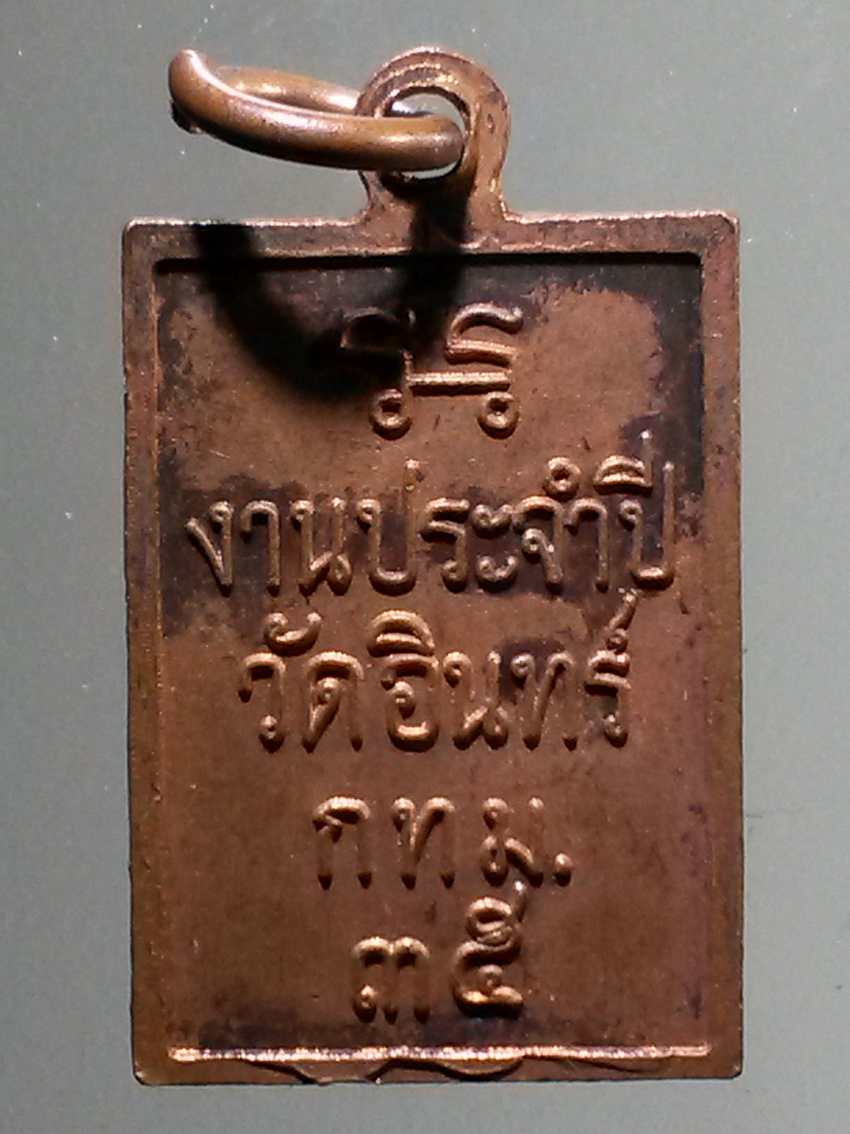 งานประจำปี
วัดอินทร์
กทม.
๓๕